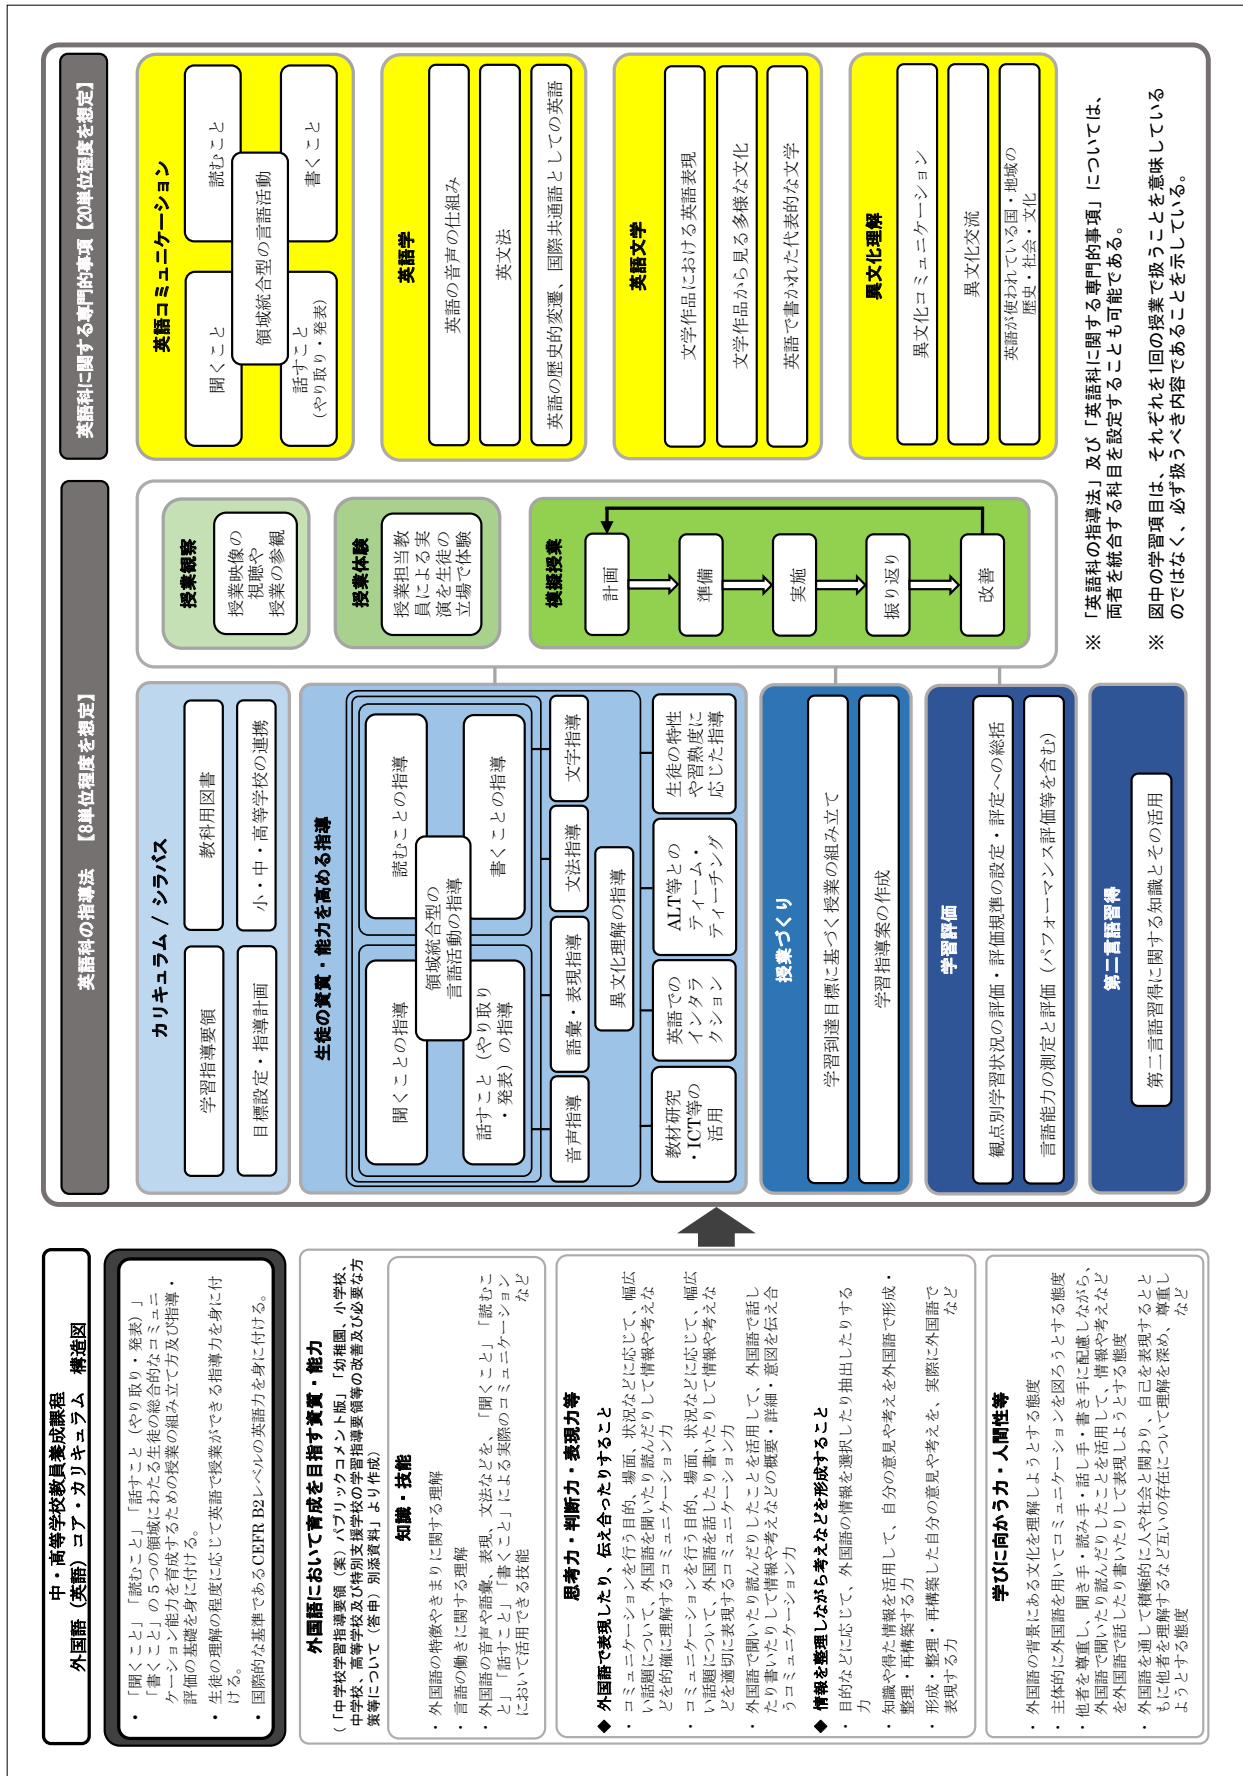 中・高等学校教員養成課程
外国語（英語）コア・カリキュラム　構造図
・「聞くこと」「読むこと」「話すこと（やり取り・発表）」
「書くこと」の５つの領域にわたる生徒の総合的なコミュニ
ケーション能力を育成するための授業の組み立て方及び指導・
評価の基礎を身に付ける。
・生徒の理解の程度に応じて英語で授業ができる指導力を身に付
ける。
・国際的な基準であるCEFR B2レベルの英語力を身に付ける。
外国語において育成を目指す資質・能力
（「中学校学習指導要領（案）パブリックコメント版」「幼稚園、小学校、
中学校、高等学校及び特別支援学校の学習指導要領等の改善及び必要な方
策等について（答申）別添資料」より作成）
知識・技能
・外国語の特徴やきまりに関する理解
・言語の働きに関する理解
・外国語の音声や語彙、表現、文法などを、「聞くこと」「読むこ
と」「話すこと」「書くこと」による実際のコミュニケーション
において活用できる技能　など
思考力・判断力・表現力等
◆ 外国語で表現したり、伝え合ったりすること
・コミュニケーションを行う目的、場面、状況などに応じて、幅広
い話題について、外国語を聞いたり読んだりして情報や考えな
どを的確に理解するコミュニケーション力
・コミュニケーションを行う目的、場面、状況などに応じて、幅広
い話題について、外国語を話したり書いたりして情報や考えな
どを適切に表現するコミュニケーション力
・外国語で聞いたり読んだりしたことを活用して、外国語で話し
たり書いたりして情報や考えなどの概要・詳細・意図を伝え合
うコミュニケーション力
◆ 情報を整理しながら考えなどを形成すること
・目的などに応じて、外国語の情報を選択したり抽出したりする
力
・知識や得た情報を活用して、自分の意見や考えを外国語で形成・
整理・再構築する力
・形成・整理・再構築した自分の意見や考えを、実際に外国語で
表現する力　など
学びに向かう力・人間性等
・外国語の背景にある文化を理解しようとする態度
・主体的に外国語を用いてコミュニケーションを図ろうとする態度
・他者を尊重し、聞き手・読み手・話し手・書き手に配慮しながら、
外国語で聞いたり読んだりしたことを活用して、情報や考えなど
を外国語で話したり書いたりして表現しようとする態度
・外国語を通して積極的に人や社会と関わり、自己を表現するとと
もに他者を理解するなど互いの存在について理解を深め、尊重し
ようとする態度　など
英語科の指導法　【8単位程度を想定】
カリキュラム / シラバス
学習指導要領
教科用図書
目標設定・指導計画
小・中・高等学校の連携
生徒の資質・能力を高める指導
聞くことの指導
読むことの指導
領域統合型の
言語活動の指導
話すこと（やり取り
・発表）の指導
書くことの指導
音声指導
語彙・表現指導
文法指導
文字指導
異文化理解の指導
教材研究
・ICT等の
活用
英語での
インタラ
クション
ALT等との
ティーム・
ティーチング
生徒の特性
や習熟度に
応じた指導
授業づくり
学習到達目標に基づく授業の組み立て
学習指導案の作成
学習評価
観点別学習状況の評価・評価規準の設定・評定への総括
言語能力の測定と評価（パフォーマンス評価等を含む）
第二言語習得
第二言語習得に関する知識とその活用
授業観察
授業映像の
視聴や
授業の参観
授業体験
授業担当教
員による実
演を生徒の
立場で体験
模擬授業
計画
準備
実施
振り返り
改善
英語科に関する専門的事項【20単位程度を想定】
英語コミュニケーション
聞くこと
読むこと
領域統合型の言語活動
話すこと
（やり取り・発表）
書くこと
英語学
英語の音声の仕組み
英文法
英語の歴史的変遷、国際共通語としての英語
英語文学
文学作品における英語表現
文学作品から見る多様な文化
英語で書かれた代表的な文学
異文化理解
異文化コミュニケーション
異文化交流
英語が使われている国・地域の
歴史・社会・文化
※ 「英語科の指導法」及び「英語科に関する専門的事項」については、
両者を統合する科目を設定することも可能である。
※ 図中の学習項目は、それぞれを1回の授業で扱うことを意味している
のではなく、必ず扱うべき内容であることを示している。